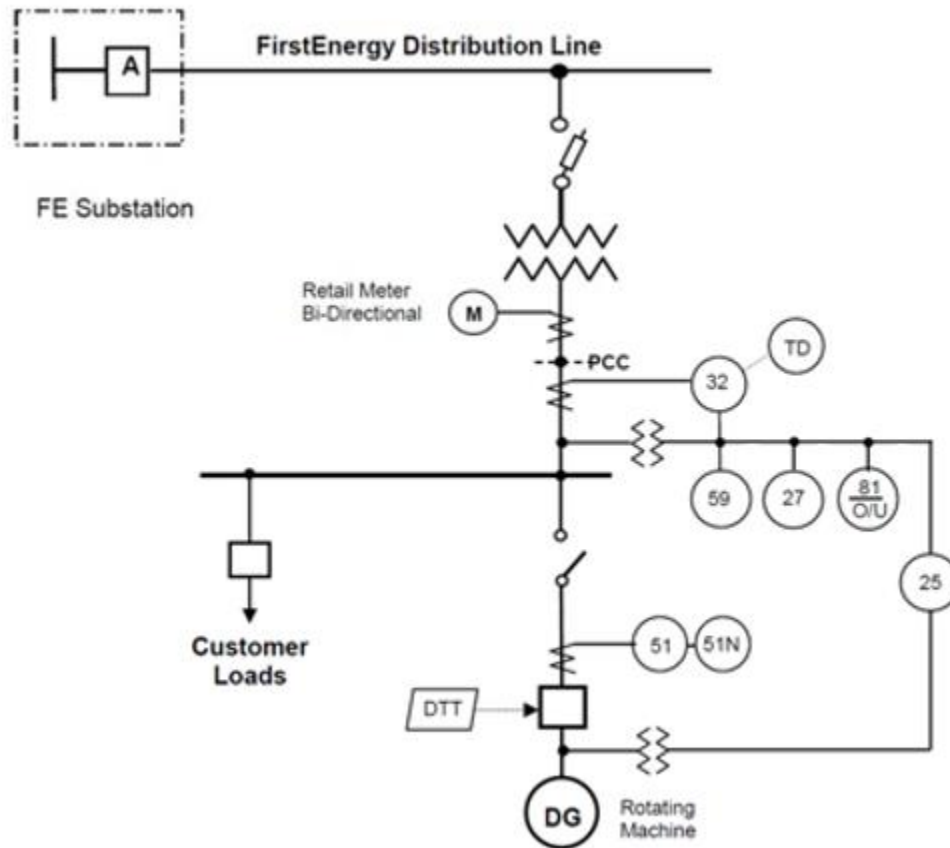 A
FirstEnergy Distribution Line
FE Substation
Retail Meter
Bi-Directional
M
PCC
TD
32
59
27
81
O/U
25
Customer
Loads
51
51N
DTT
DG
Rotating
Machine